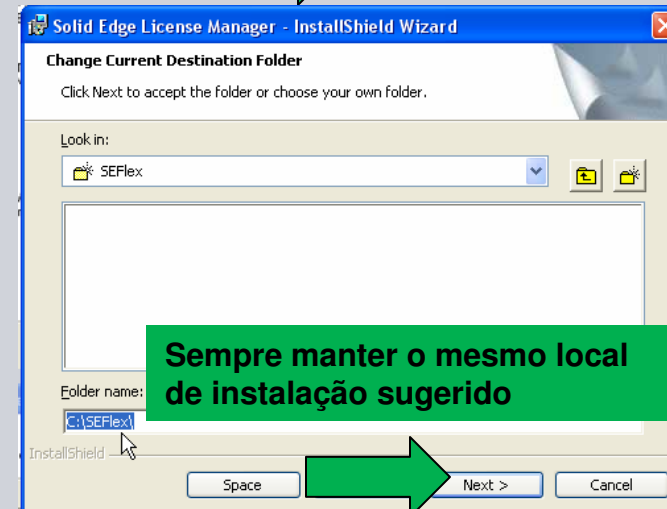 Solid Edge License Manager - InstallShield Wizard
Change Current Destination Folder
Click Next to accept the folder or choose your own folder.
Look in:
SEFlex
Sempre manter o mesmo local
de instalação sugerido
Folder name:
C:\SEFlex\
InstallShield
Space
Next >
Cancel